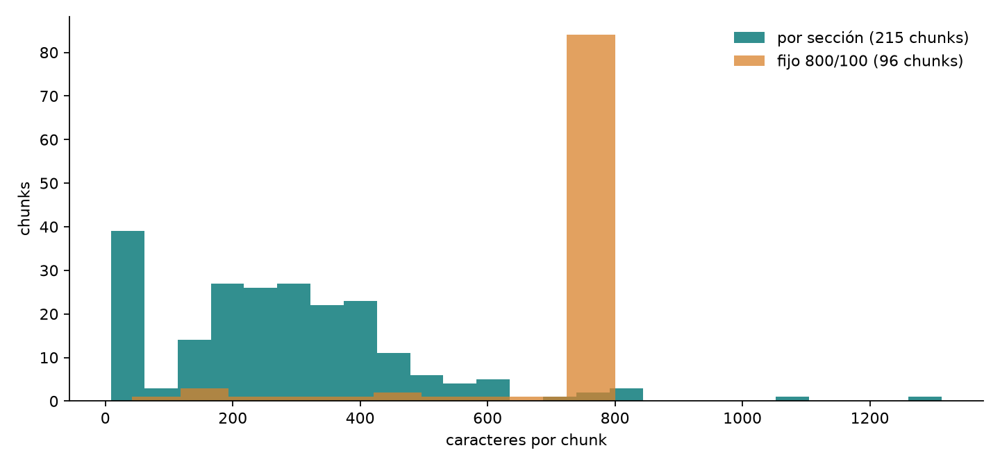 por sección (215 chunks)
fijo 800/100 (96 chunks)
80
70
60
50
40
30
20
10
0
chunks
0 200 400 600 800 1000 1200
caracteres por chunk